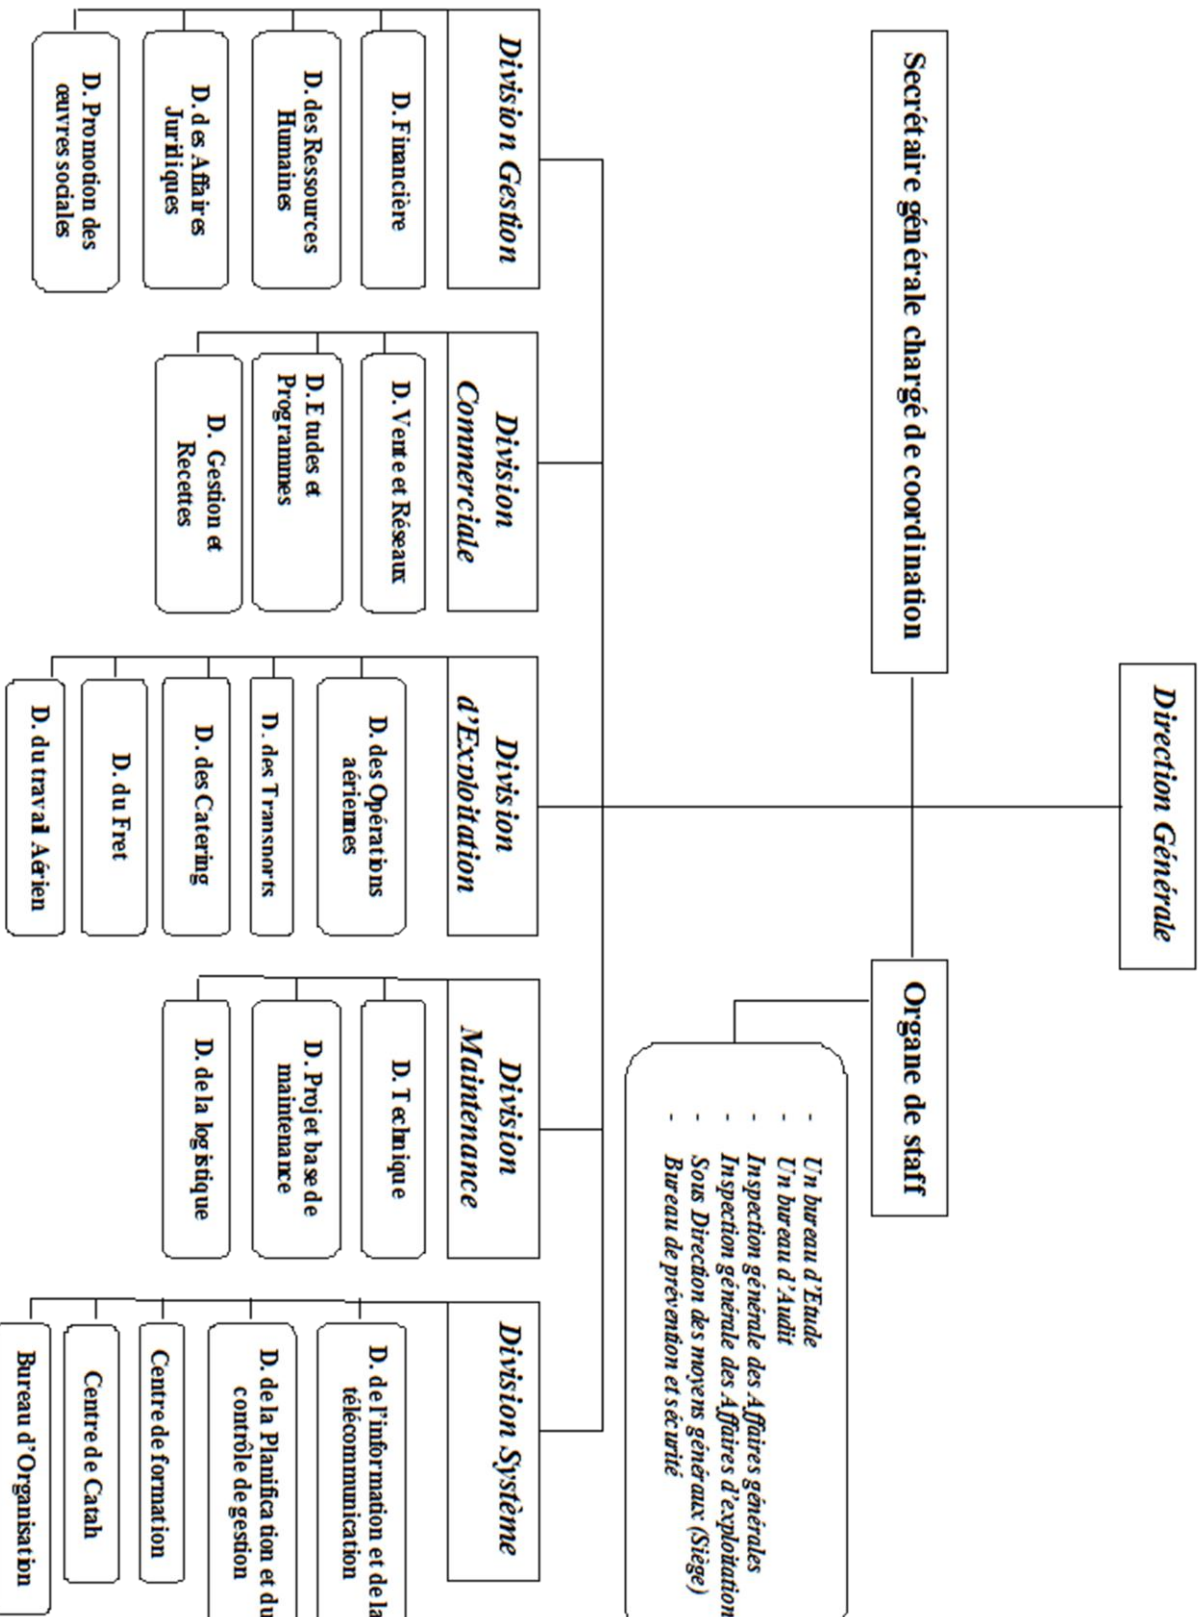 Direction Générale
Secrétaire générale chargé de coordination
Organe de staff
- Un bureau d'Etude
- Un bureau d'Audit
- Inspection générale des Affaires générales
- Inspection générale des Affaires d'exploitation
- Sous Direction des moyens généraux (Siège)
- Bureau de prévention et sécurité
Division Gestion
D. Financière
D. des Ressources
Humaines
D. des Affaires
Juridiques
D. Promotion des
œuvres sociales
Division
Commerciale
D. Vente et Réseaux
D. Etudes et
Programmes
D. Gestion et
Recettes
Division
d'Exploitation
D. des Opérations
aériennes
D. des Transports
D. des Catering
D. du Fret
D. du travail Aérien
Division
Maintenance
D. Technique
D. Projet base de
maintenance
D. de la logistique
Division Système
D. de l'information et de la
télécommunication
D. de la Planification et du
contrôle de gestion
Centre de formation
Centre de Catah
Bureau d'Organisation